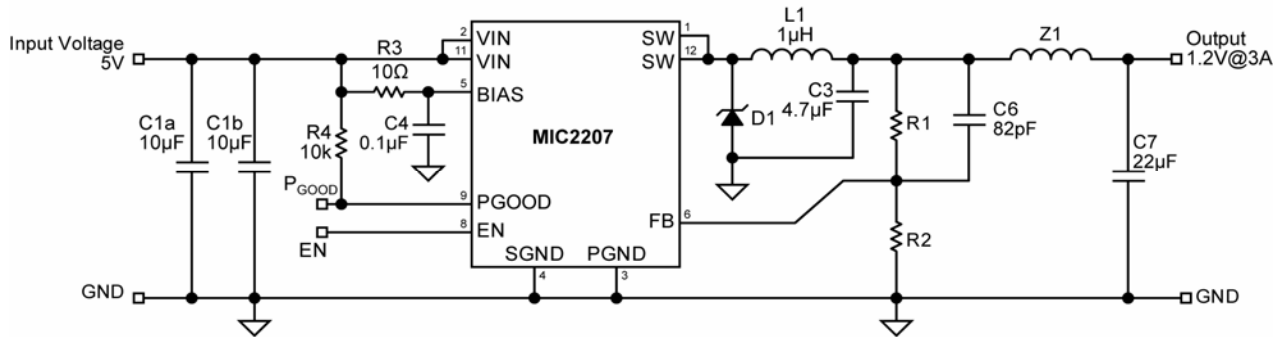 Input Voltage
5V
C1a
10µF
C1b
10µF
R3
10Ω
R4
10k
C4
0.1µF
PGOOD
EN
GND
2
VIN
11
VIN
5
BIAS
MIC2207
9
PGOOD
8
EN
SGND
4
PGND
3
1
SW
12
SW
6
FB
L1
1µH
D1
C3
4.7µF
R1
R2
C6
82pF
Z1
C7
22µF
Output
1.2V@3A
GND